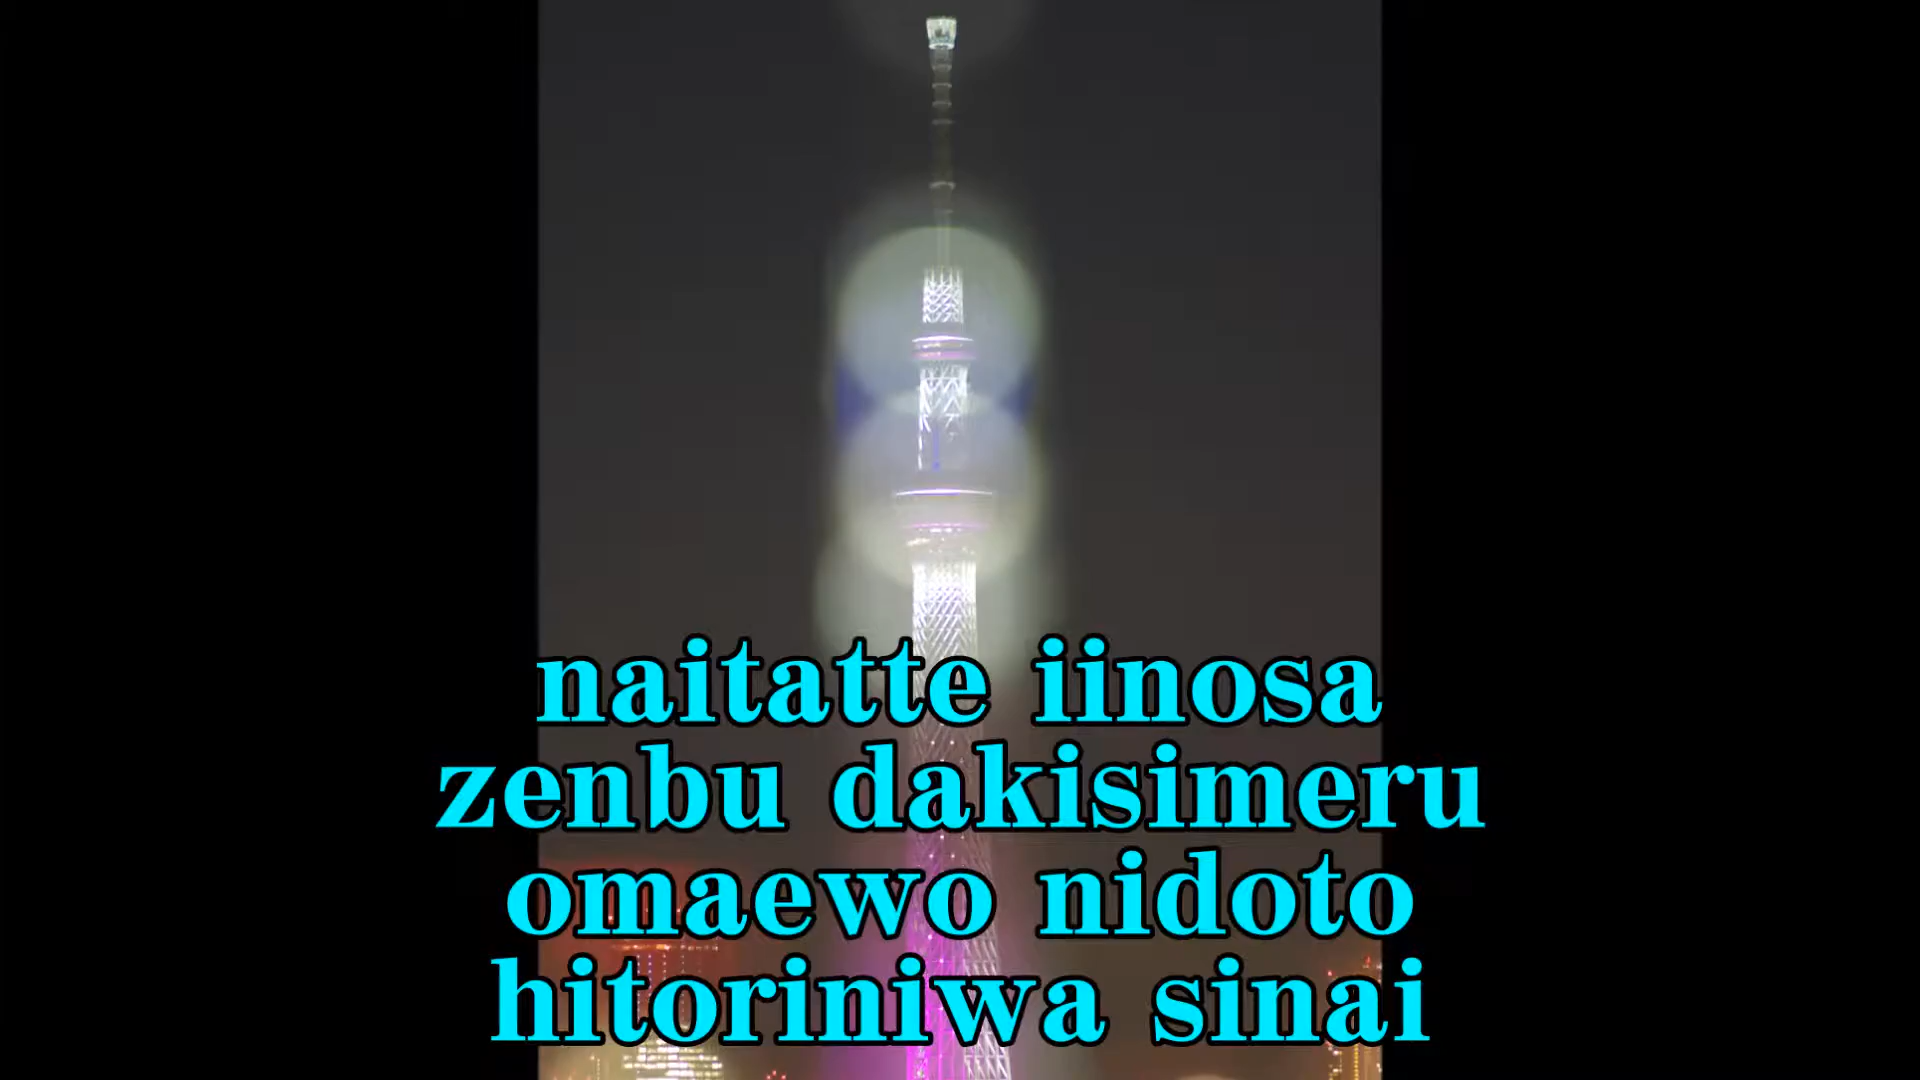 naitatte iinosa
zenbu dakisimeru
omaewo nidoto
hitoriniwa sinai